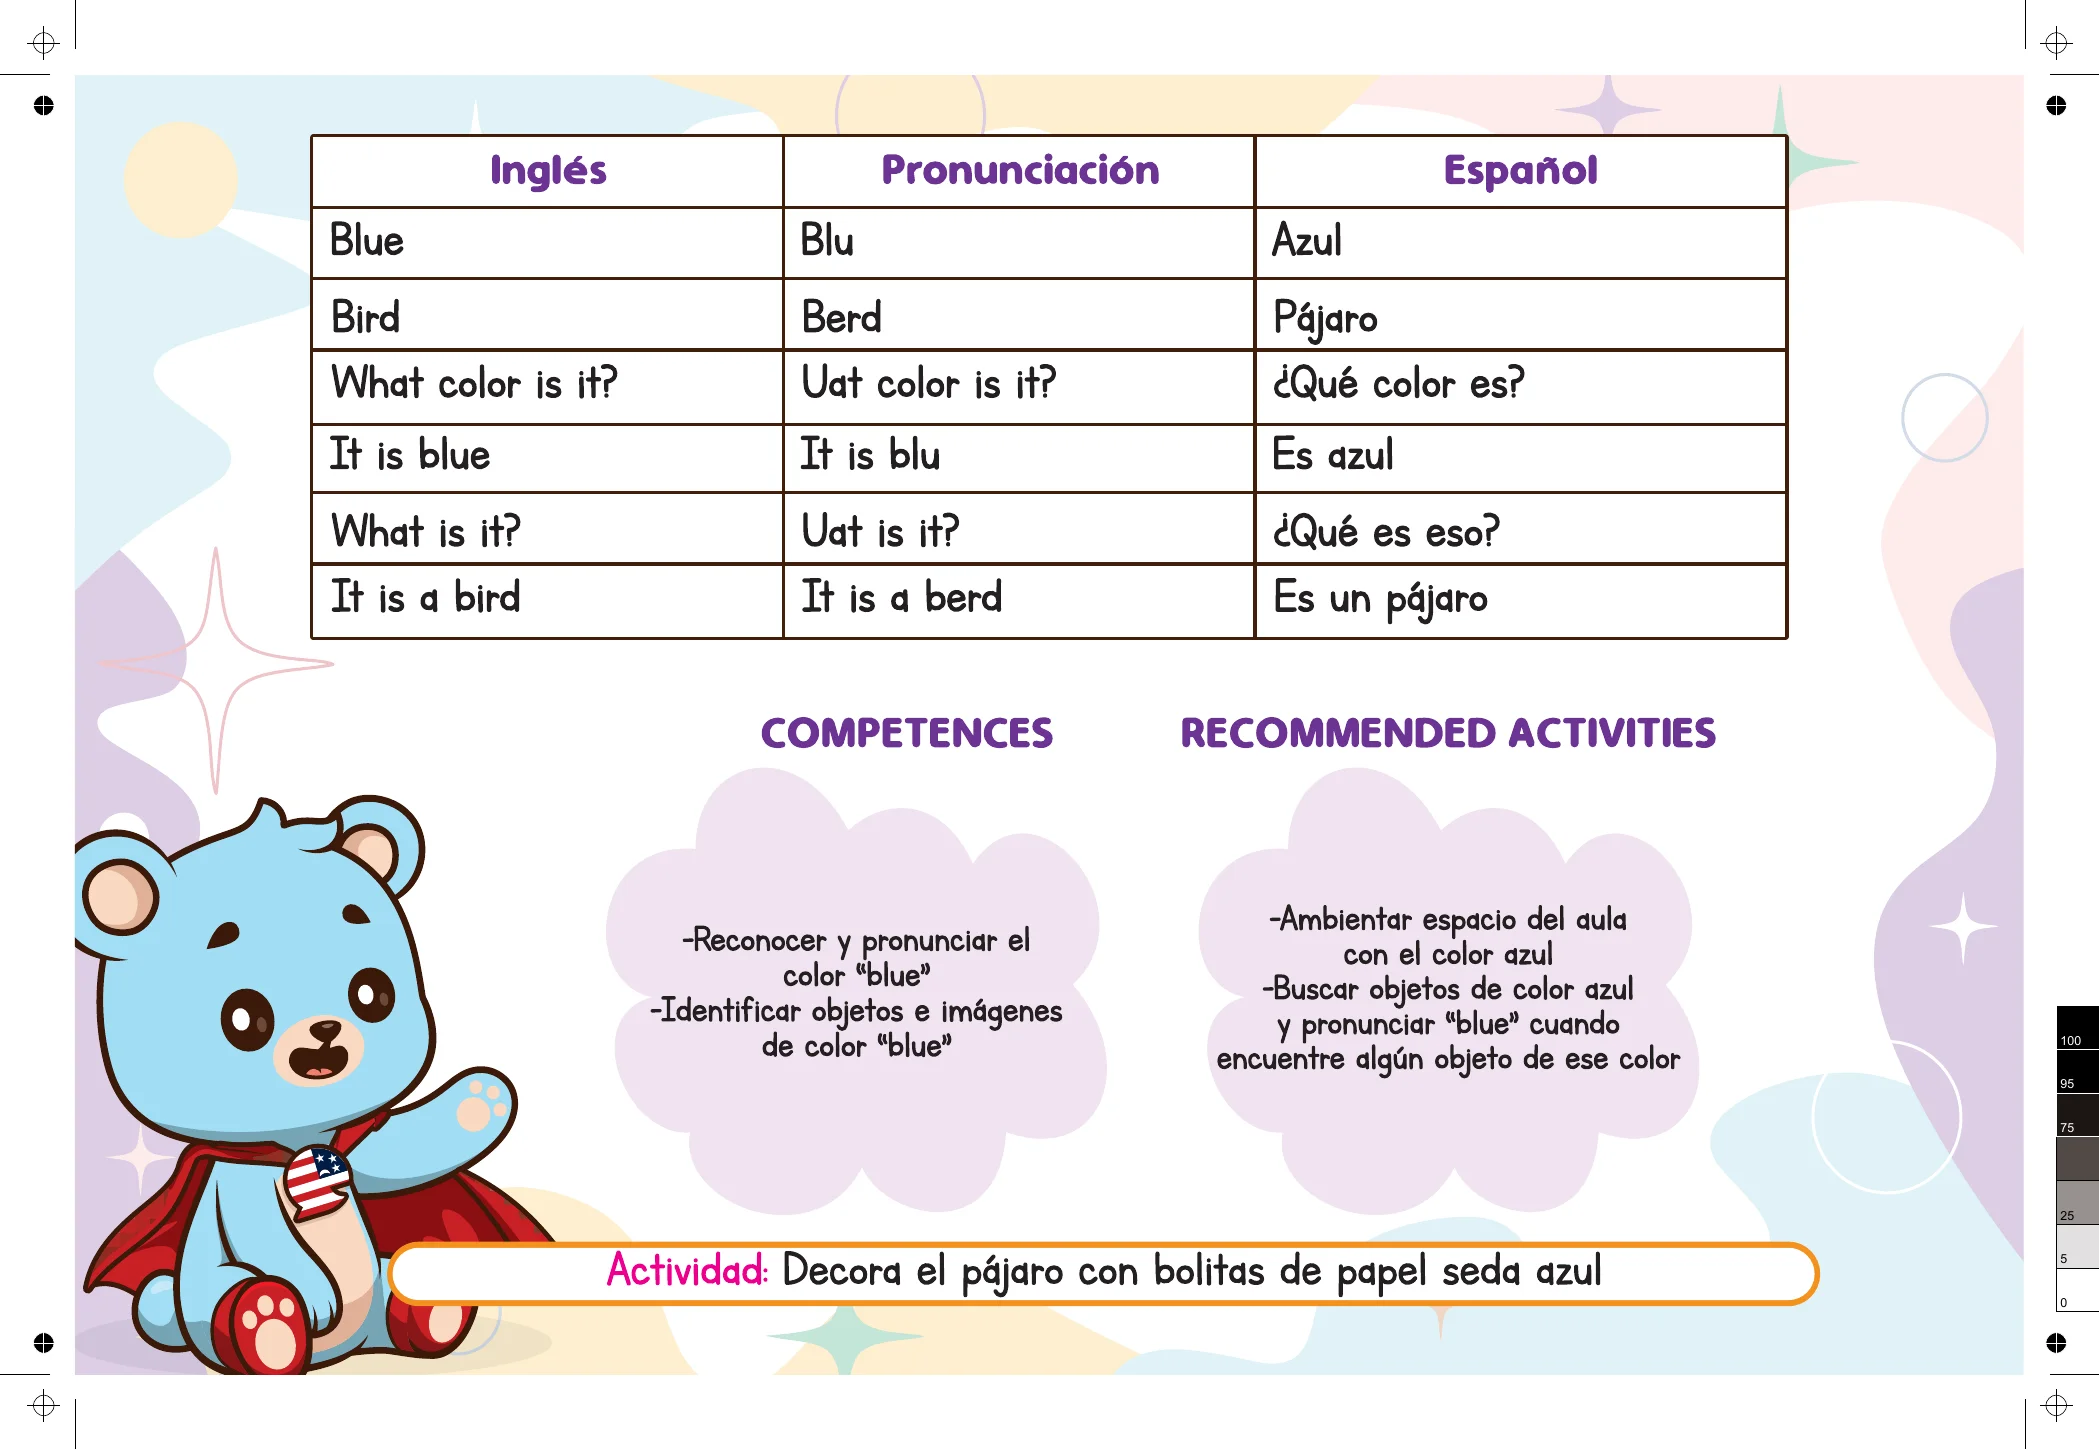 Inglés Pronunciación Español
Blue Blu Azul
Bird Berd Pájaro
What color is it? Uat color is it? ¿Qué color es?
It is blue It is blu Es azul
What is it? Uat is it? ¿Qué es eso?
It is a bird It is a berd Es un pájaro
COMPETENCES
-Reconocer y pronunciar el
color “blue”
-Identificar objetos e imágenes
de color “blue”
RECOMMENDED ACTIVITIES
-Ambientar espacio del aula
con el color azul
-Buscar objetos de color azul
y pronunciar “blue” cuando
encuentre algún objeto de ese color
Actividad: Decora el pájaro con bolitas de papel seda azul
100
95
75
25
5
0